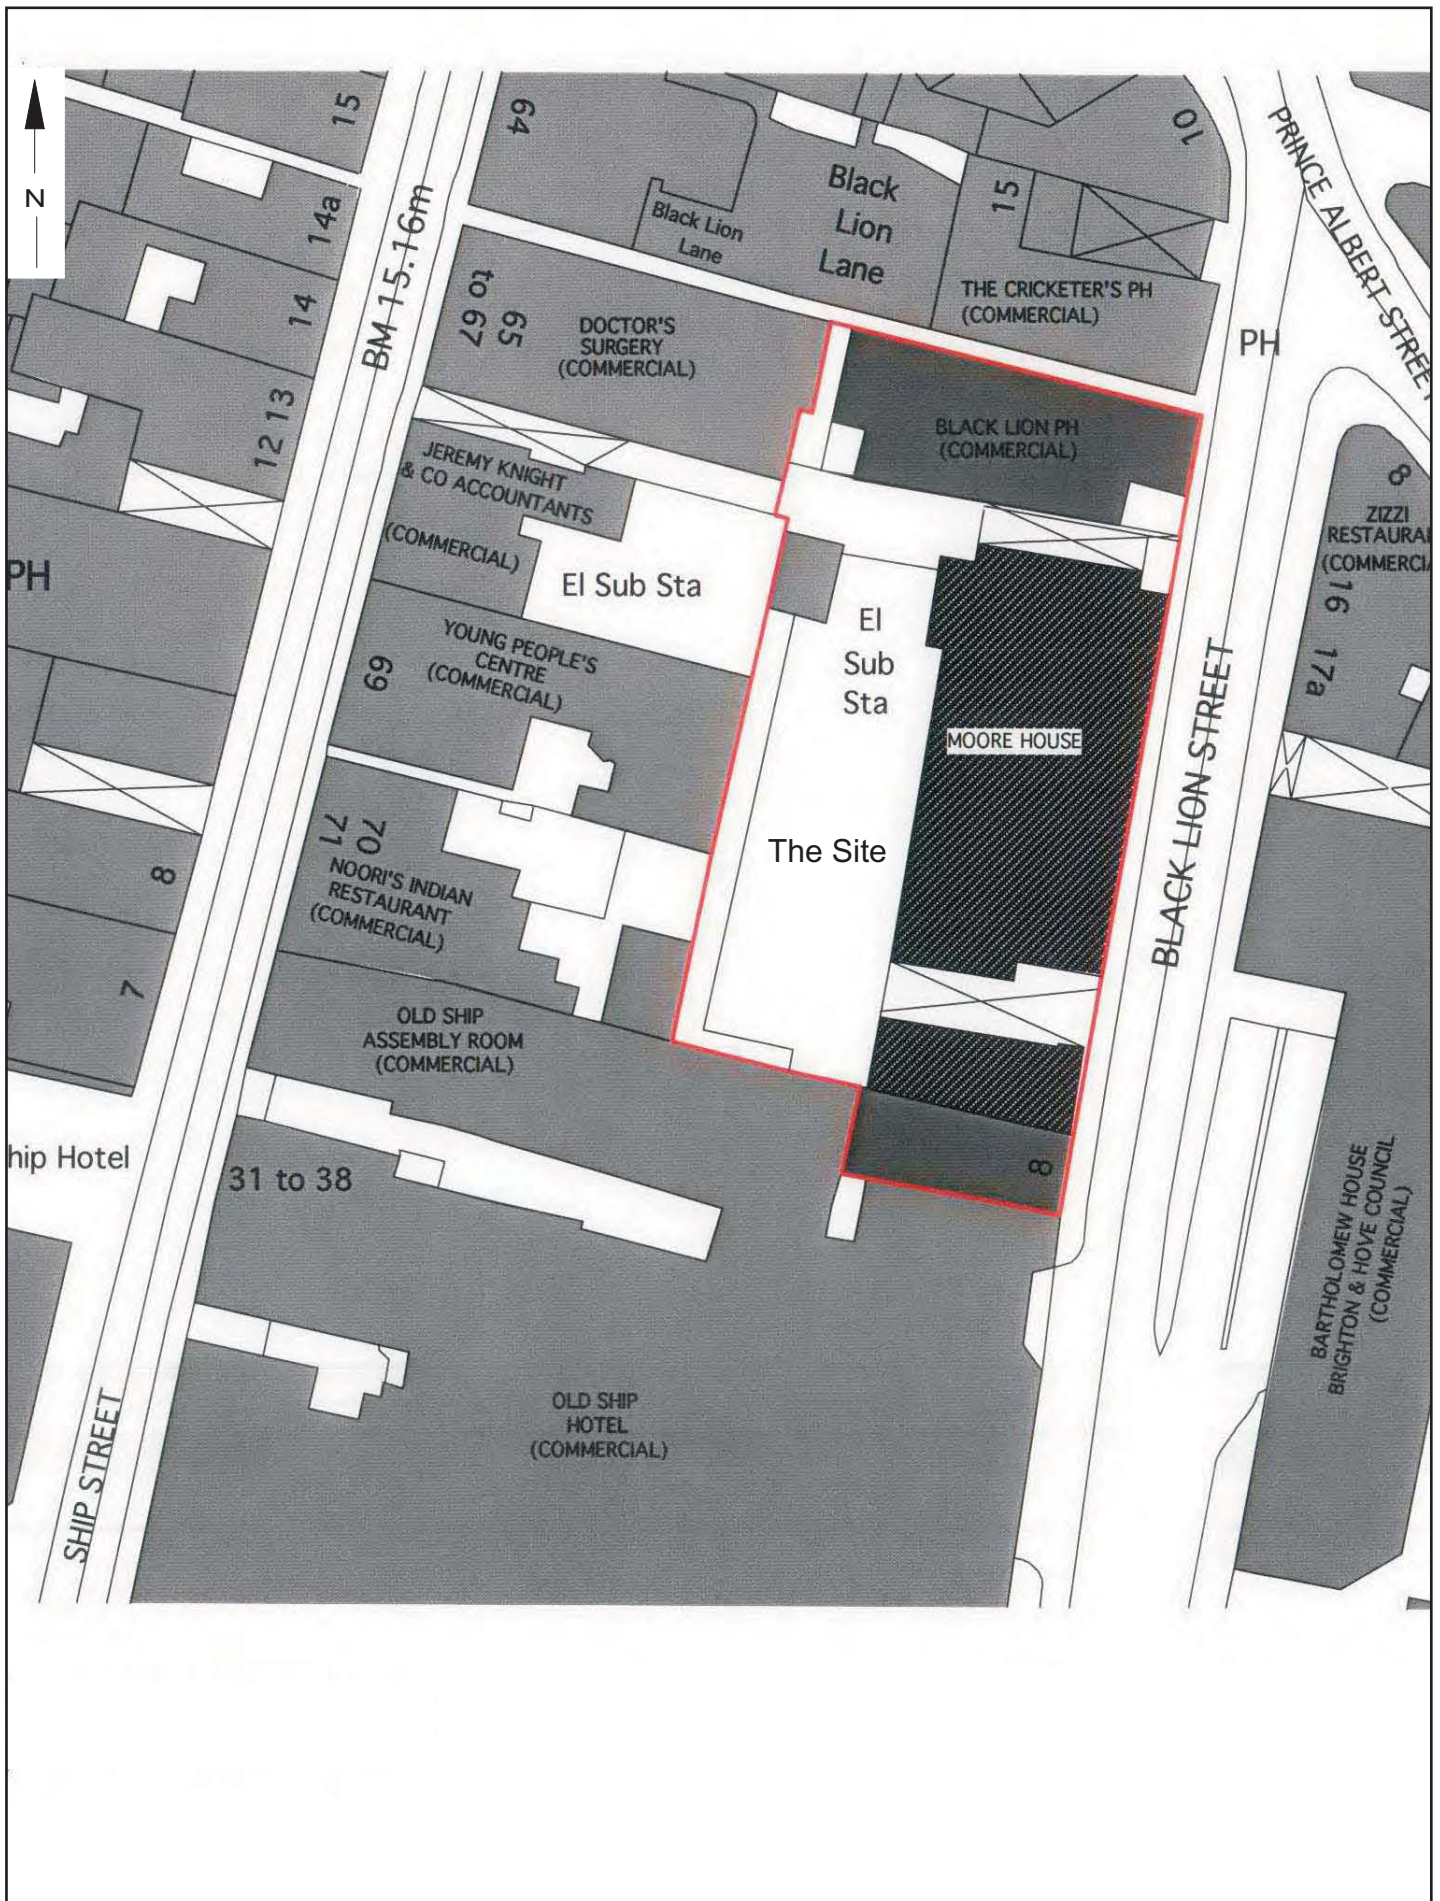 N
15
14a
14
12 13
PH
8
7
hip Hotel
SHIP STREET
BM 15.16m
64
Black Lion
Lane
Black
Lion
Lane
15
10
THE CRICKETER'S PH
(COMMERCIAL)
PH
PRINCE ALBERT STREET
65
to 67
DOCTOR'S
SURGERY
(COMMERCIAL)
BLACK LION PH
(COMMERCIAL)
JEREMY KNIGHT
& CO ACCOUNTANTS
(COMMERCIAL)
El Sub Sta
El
Sub
Sta
8
ZIZZI
RESTAURA
(COMMERCIA
16 17a
YOUNG PEOPLE'S
CENTRE
(COMMERCIAL)
69
MOORE HOUSE
BLACK LION STREET
The Site
70
71
NOORI'S INDIAN
RESTAURANT
(COMMERCIAL)
OLD SHIP
ASSEMBLY ROOM
(COMMERCIAL)
31 to 38
8
BARTHOLOMEW HOUSE
BRIGHTON & HOVE COUNCIL
(COMMERCIAL)
OLD SHIP
HOTEL
(COMMERCIAL)